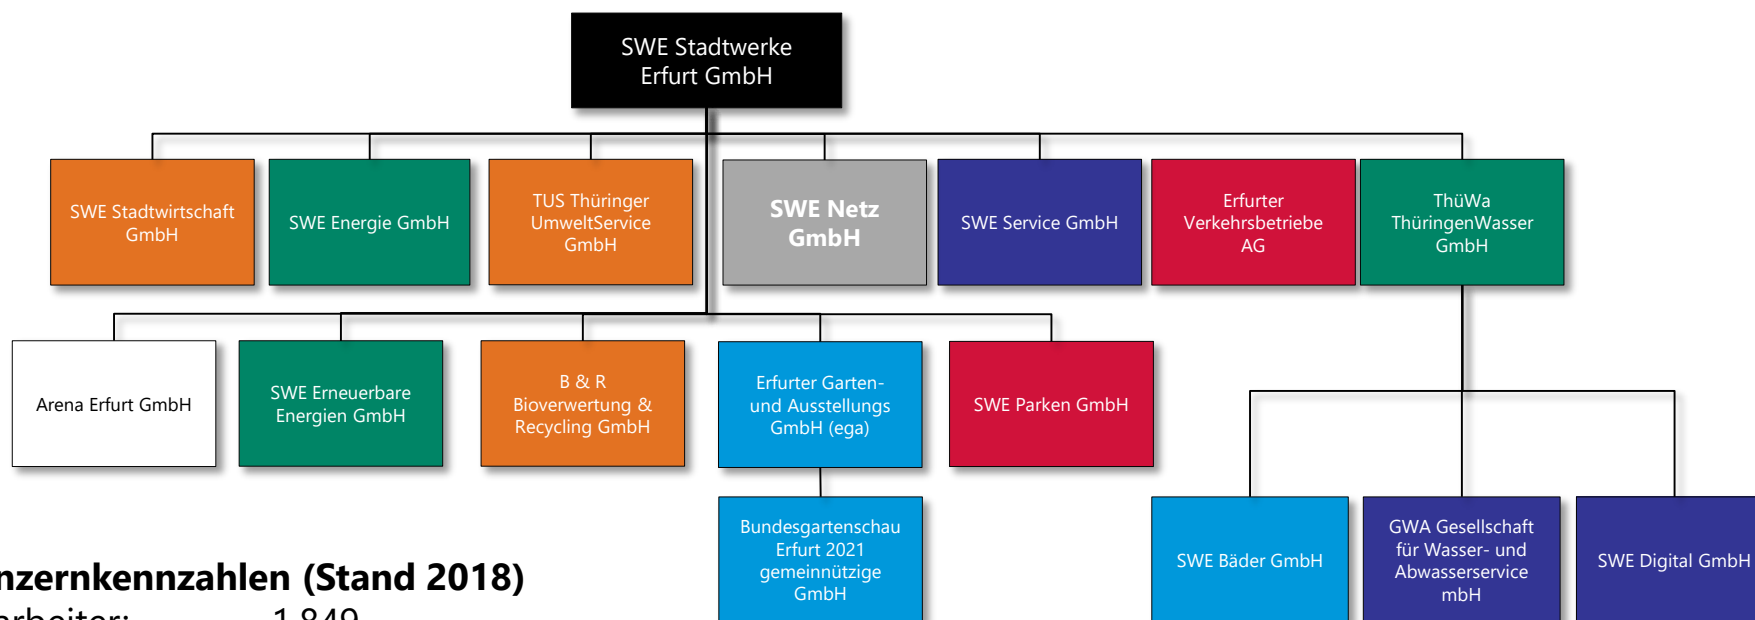 SWE Stadtwerke
Erfurt GmbH
SWE Stadtwirtschaft
GmbH
SWE Energie GmbH
TUS Thüringer
UmweltService
GmbH
SWE Netz
GmbH
SWE Service GmbH
Erfurter
Verkehrsbetriebe
AG
ThüWa
ThüringenWasser
GmbH
Arena Erfurt GmbH
SWE Erneuerbare
Energien GmbH
B & R
Bioverwertung &
Recycling GmbH
Erfurter Garten-
und Ausstellungs
GmbH (ega)
SWE Parken GmbH
Bundesgartenschau
Erfurt 2021
gemeinnützige
GmbH
SWE Bäder GmbH
GWA Gesellschaft
für Wasser- und
Abwasserservice
mbH
SWE Digital GmbH
nzernkennzahlen (Stand 2018)
arbeiter: 1.849